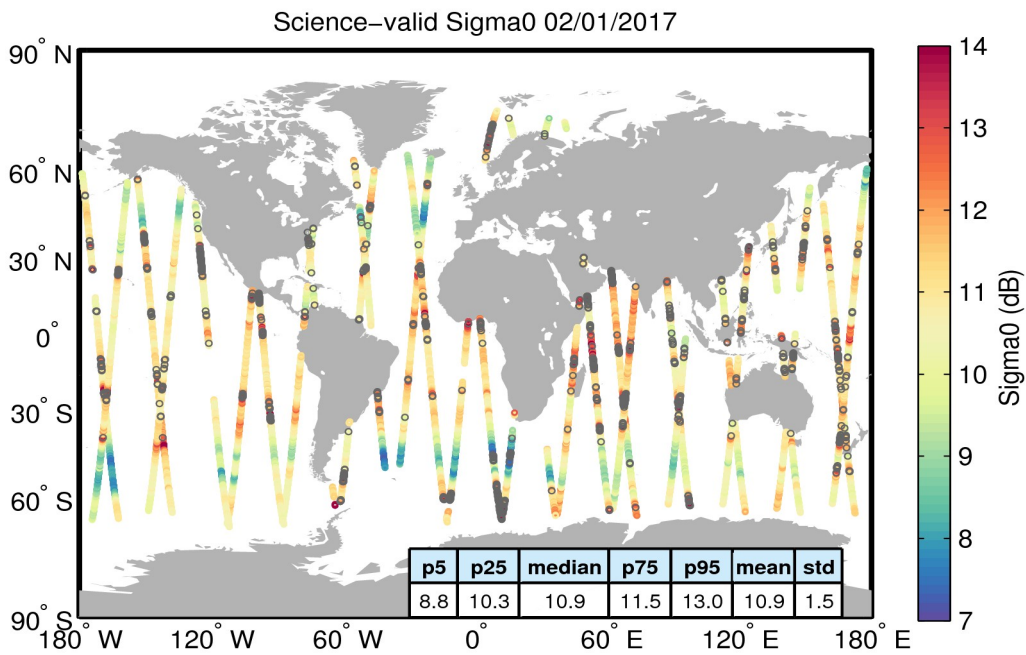 Science-valid Sigma0 02/01/2017
90° N
60° N
30° N
0°
30° S
60° S
90° S
180° W
120° W
60° W
0°
60° E
120° E
180° E
14
13
12
11
10
9
8
7
Sigma0 (dB)
p5 p25 median p75 p95 mean std
8.8 10.3 10.9 11.5 13.0 10.9 1.5